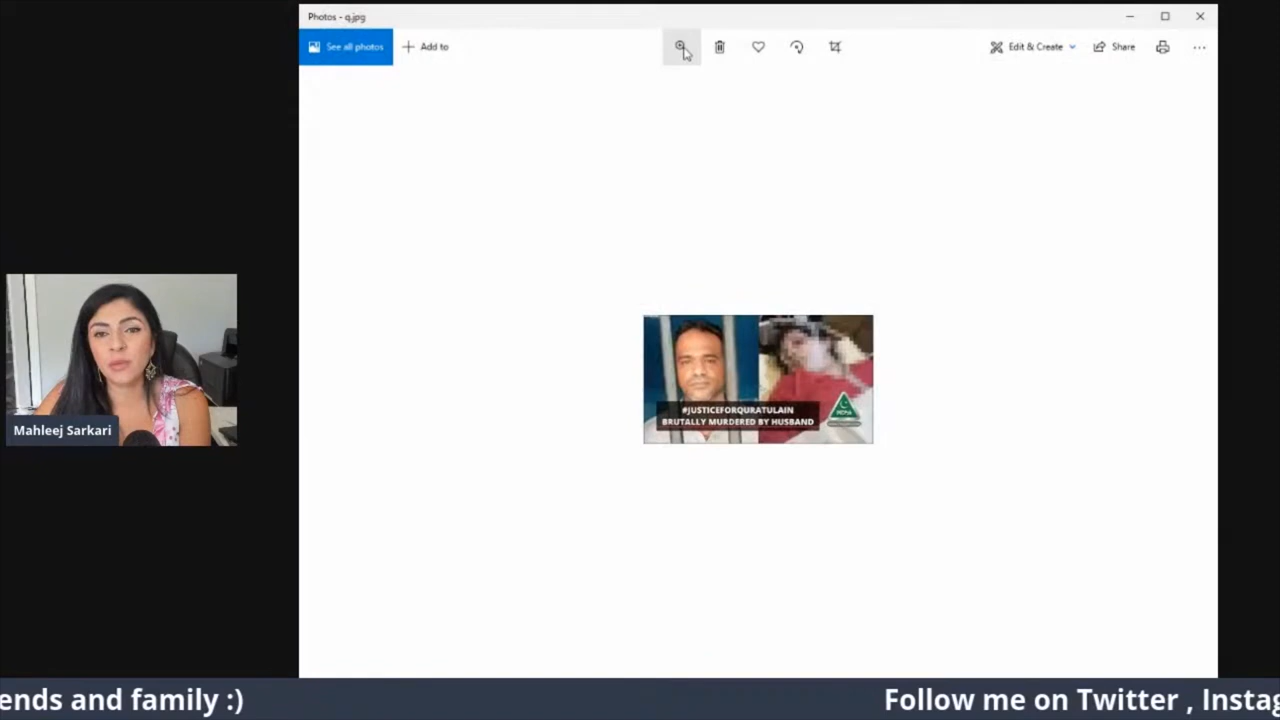 Photos - q.jpg
See all photos
Add to
Edit & Create
Share
#JUSTICEFORQURATULAIN
BRUTALLY MURDERED BY HUSBAND
Mahleej Sarkari
ends and family :)
Follow me on Twitter , Instag